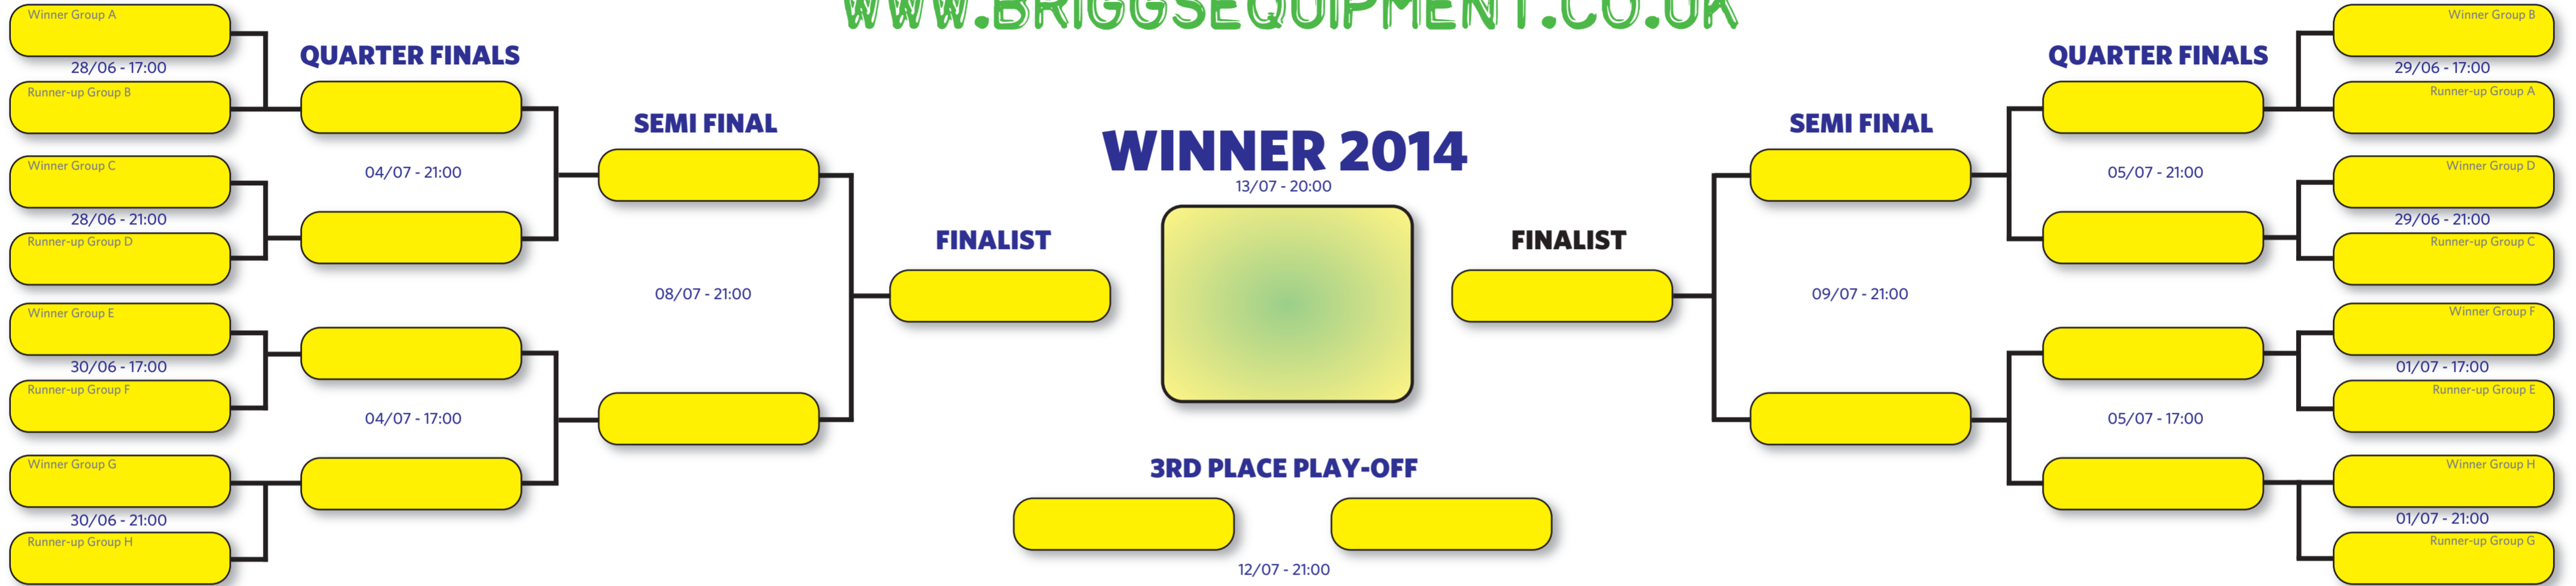 WWW.BRIGGSEQUIPMENT.CO.UK
Winner Group A
28/06 - 17:00
Runner-up Group B
Winner Group C
28/06 - 21:00
Runner-up Group D
Winner Group E
30/06 - 17:00
Runner-up Group F
Winner Group G
30/06 - 21:00
Runner-up Group H
QUARTER FINALS
04/07 - 21:00
04/07 - 17:00
SEMI FINAL
08/07 - 21:00
FINALIST
WINNER 2014
13/07 - 20:00
3RD PLACE PLAY-OFF
12/07 - 21:00
FINALIST
SEMI FINAL
09/07 - 21:00
QUARTER FINALS
05/07 - 21:00
05/07 - 17:00
Winner Group B
29/06 - 17:00
Runner-up Group A
Winner Group D
29/06 - 21:00
Runner-up Group C
Winner Group F
01/07 - 17:00
Runner-up Group E
Winner Group H
01/07 - 21:00
Runner-up Group G